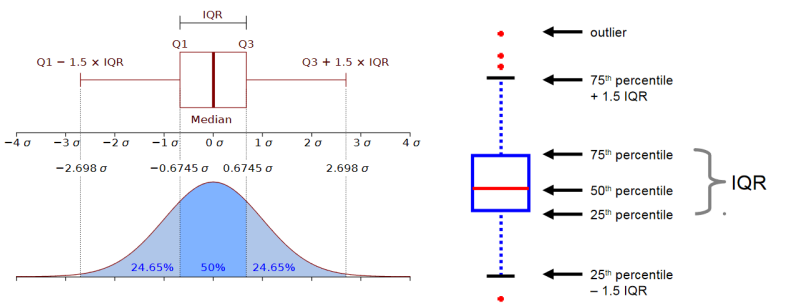 IQR
Q1
Q3
Q1 − 1.5 × IQR
Q3 + 1.5 × IQR
Median
−4 σ
−3 σ
−2 σ
−1 σ
0 σ
1 σ
2 σ
3 σ
4 σ
−2.698 σ
−0.6745 σ
0.6745 σ
2.698 σ
24.65%
50%
24.65%
outlier
75th percentile
+ 1.5 IQR
75th percentile
50th percentile
25th percentile
IQR
25th percentile
– 1.5 IQR